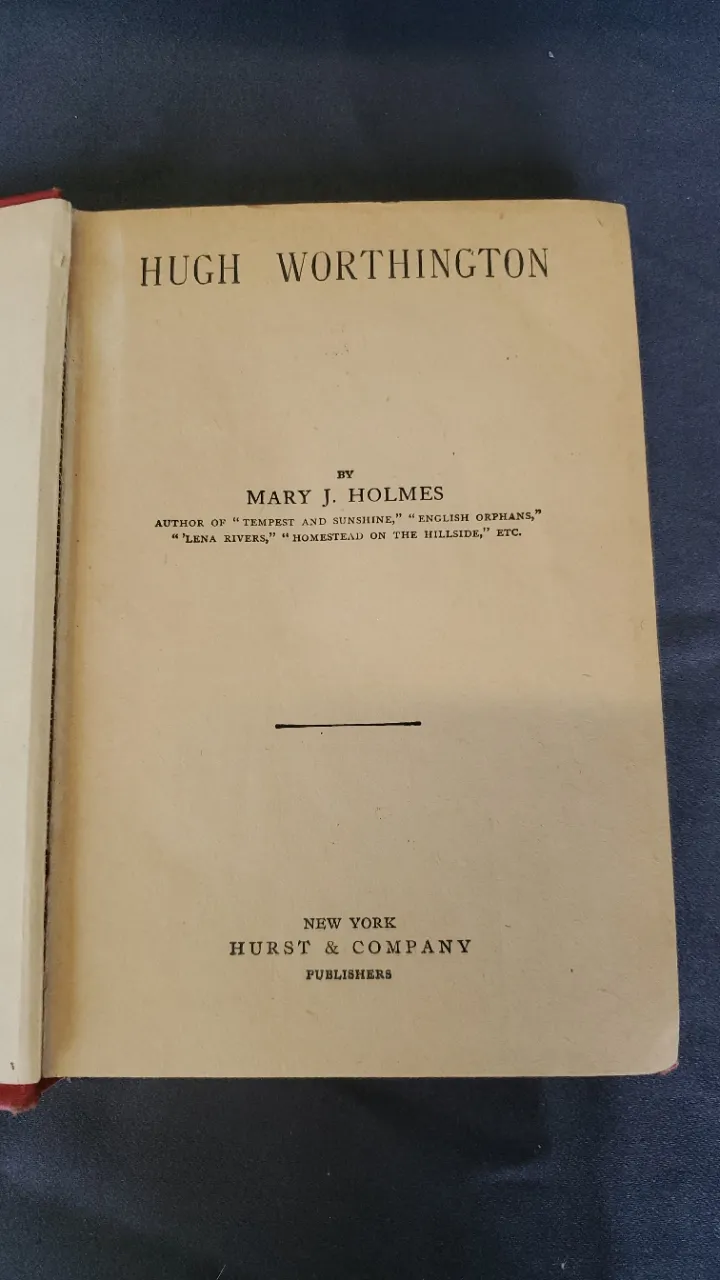 HUGH WORTHINGTON
BY
MARY J. HOLMES
AUTHOR OF “TEMPEST AND SUNSHINE,” “ENGLISH ORPHANS,”
“’LENA RIVERS,” “HOMESTEAD ON THE HILLSIDE,” ETC.
NEW YORK
HURST & COMPANY
PUBLISHERS